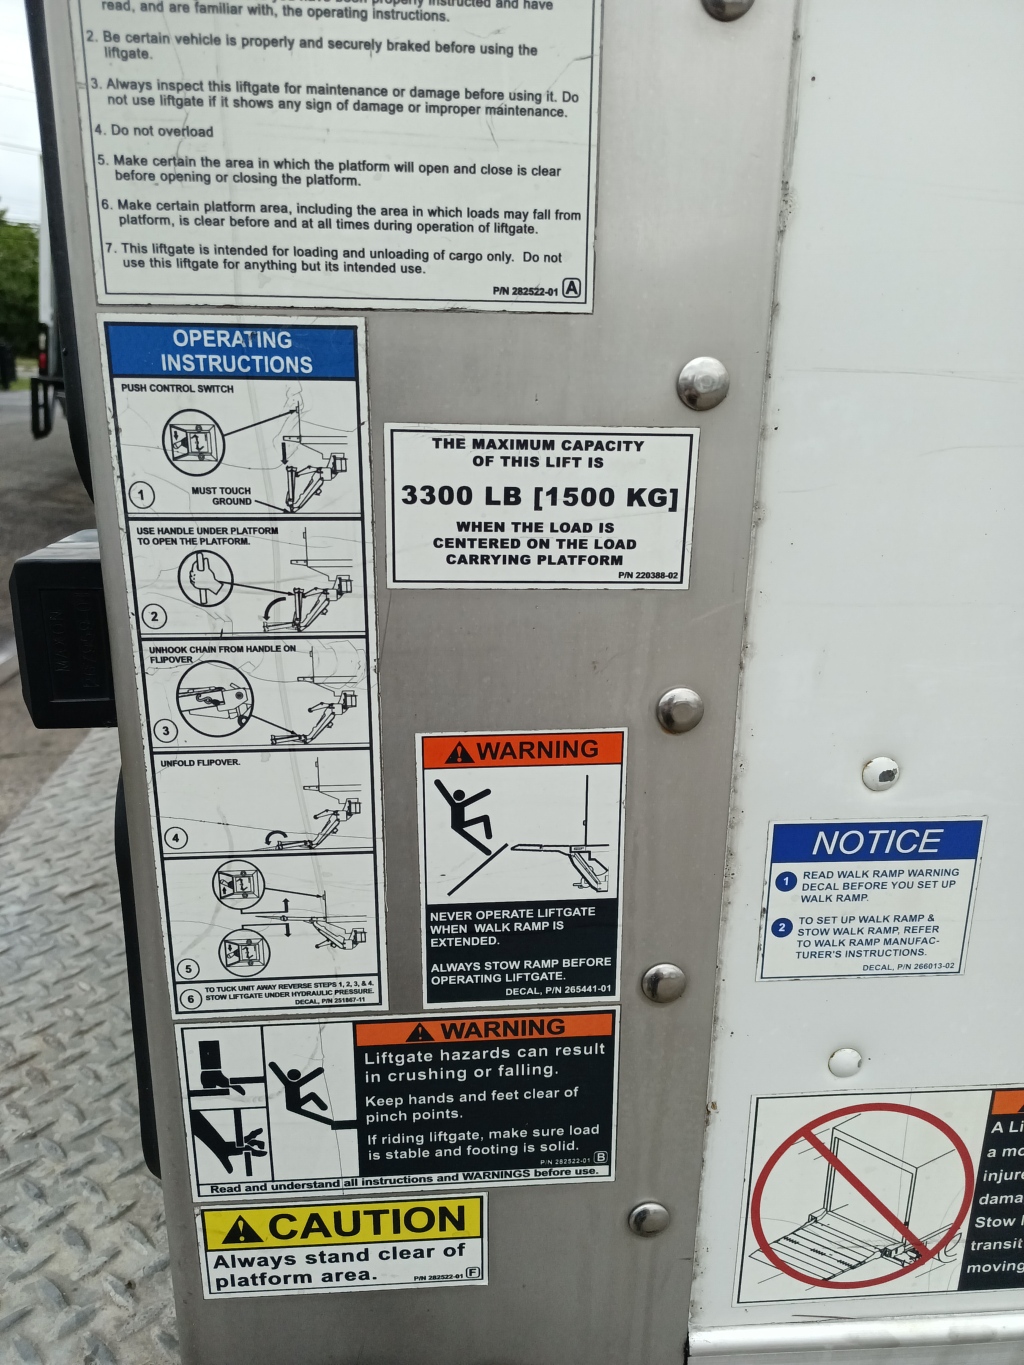 properly instructed and have
read, and are familiar with, the operating instructions.
2. Be certain vehicle is properly and securely braked before using the
liftgate.
3. Always inspect this liftgate for maintenance or damage before using it. Do
not use liftgate if it shows any sign of damage or improper maintenance.
4. Do not overload
5. Make certain the area in which the platform will open and close is clear
before opening or closing the platform.
6. Make certain platform area, including the area in which loads may fall from
platform, is clear before and at all times during operation of liftgate.
7. This liftgate is intended for loading and unloading of cargo only. Do not
use this liftgate for anything but its intended use.
P/N 282522-01 A
OPERATING
INSTRUCTIONS
PUSH CONTROL SWITCH
MUST TOUCH
GROUND
1
USE HANDLE UNDER PLATFORM
TO OPEN THE PLATFORM.
2
UNHOOK CHAIN FROM HANDLE ON
FLIPOVER
3
UNFOLD FLIPOVER.
4
5
6 TO TUCK UNIT AWAY REVERSE STEPS 1, 2, 3, & 4.
STOW LIFTGATE UNDER HYDRAULIC PRESSURE.
DECAL, P/N 251867-11
THE MAXIMUM CAPACITY
OF THIS LIFT IS
3300 LB [1500 KG]
WHEN THE LOAD IS
CENTERED ON THE LOAD
CARRYING PLATFORM
P/N 220388-02
WARNING
NEVER OPERATE LIFTGATE
WHEN WALK RAMP IS
EXTENDED.
ALWAYS STOW RAMP BEFORE
OPERATING LIFTGATE.
DECAL, P/N 265441-01
NOTICE
1 READ WALK RAMP WARNING
DECAL BEFORE YOU SET UP
WALK RAMP.
2 TO SET UP WALK RAMP &
STOW WALK RAMP, REFER
TO WALK RAMP MANUFAC-
TURER'S INSTRUCTIONS.
DECAL, P/N 266013-02
WARNING
Liftgate hazards can result
in crushing or falling.
Keep hands and feet clear of
pinch points.
If riding liftgate, make sure load
is stable and footing is solid.
P/N 282522-01 B
Read and understand all instructions and WARNINGS before use.
CAUTION
Always stand clear of
platform area.
P/N 282522-01 F
A Li
a mo
injur
dama
Stow
transit
moving